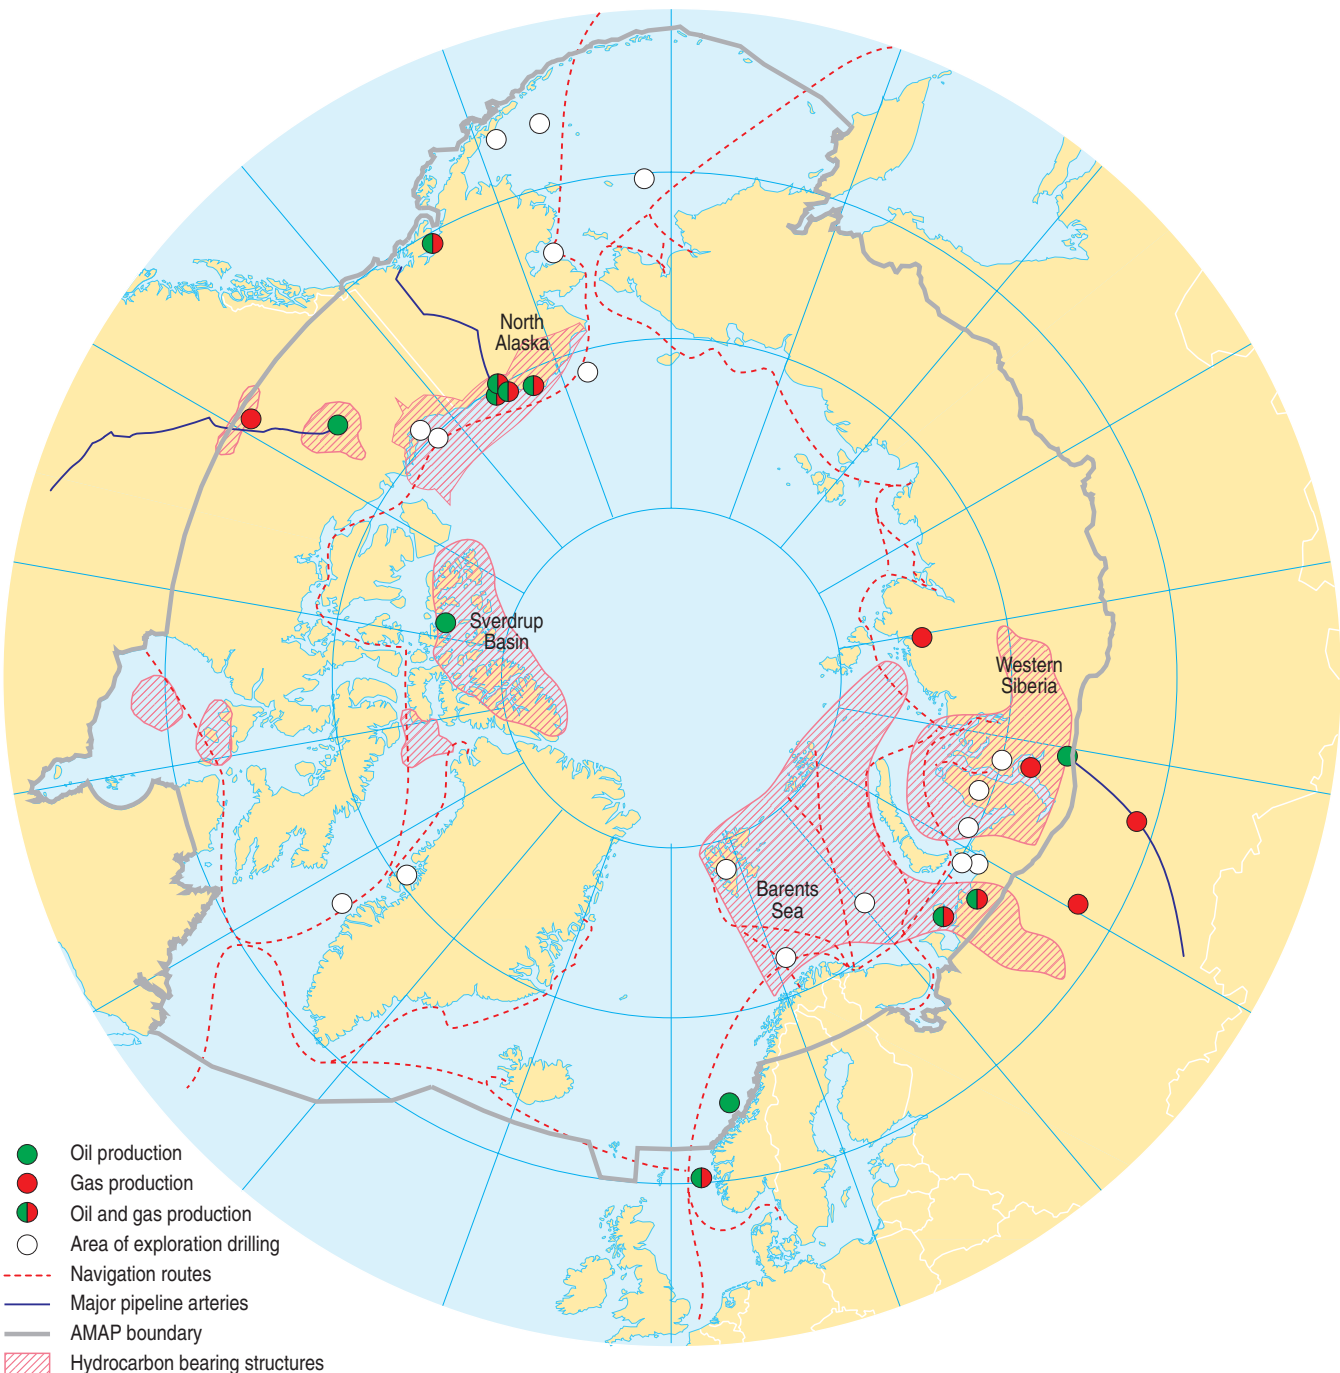 North
Alaska
Sverdrup
Basin
Western
Siberia
Barents
Sea
Oil production
Gas production
Oil and gas production
Area of exploration drilling
Navigation routes
Major pipeline arteries
AMAP boundary
Hydrocarbon bearing structures